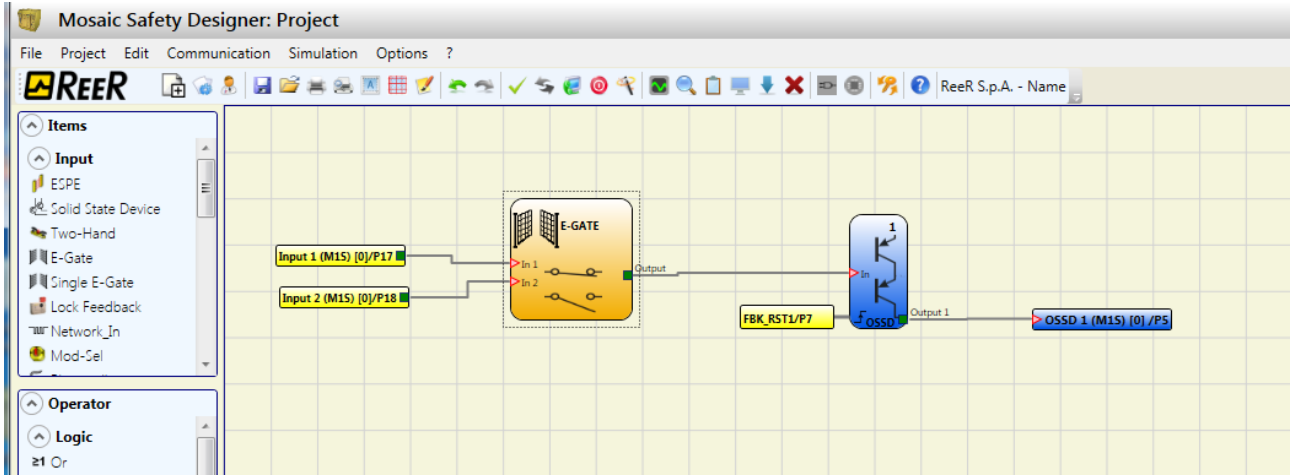 Mosaic Safety Designer: Project
File Project Edit Communication Simulation Options ?
REER ReeR S.p.A. - Name
Items
Input
ESPE
Solid State Device
Two-Hand
E-Gate
Single E-Gate
Lock Feedback
Network_In
Mod-Sel
Operator
Logic
≥1 Or
Input 1 (M1S) [0]/P17
Input 2 (M1S) [0]/P18
E-GATE
In 1
In 2
Output
1
In
FBK_RST1/P7
OSSD
Output 1
OSSD 1 (M1S) [0] /P5